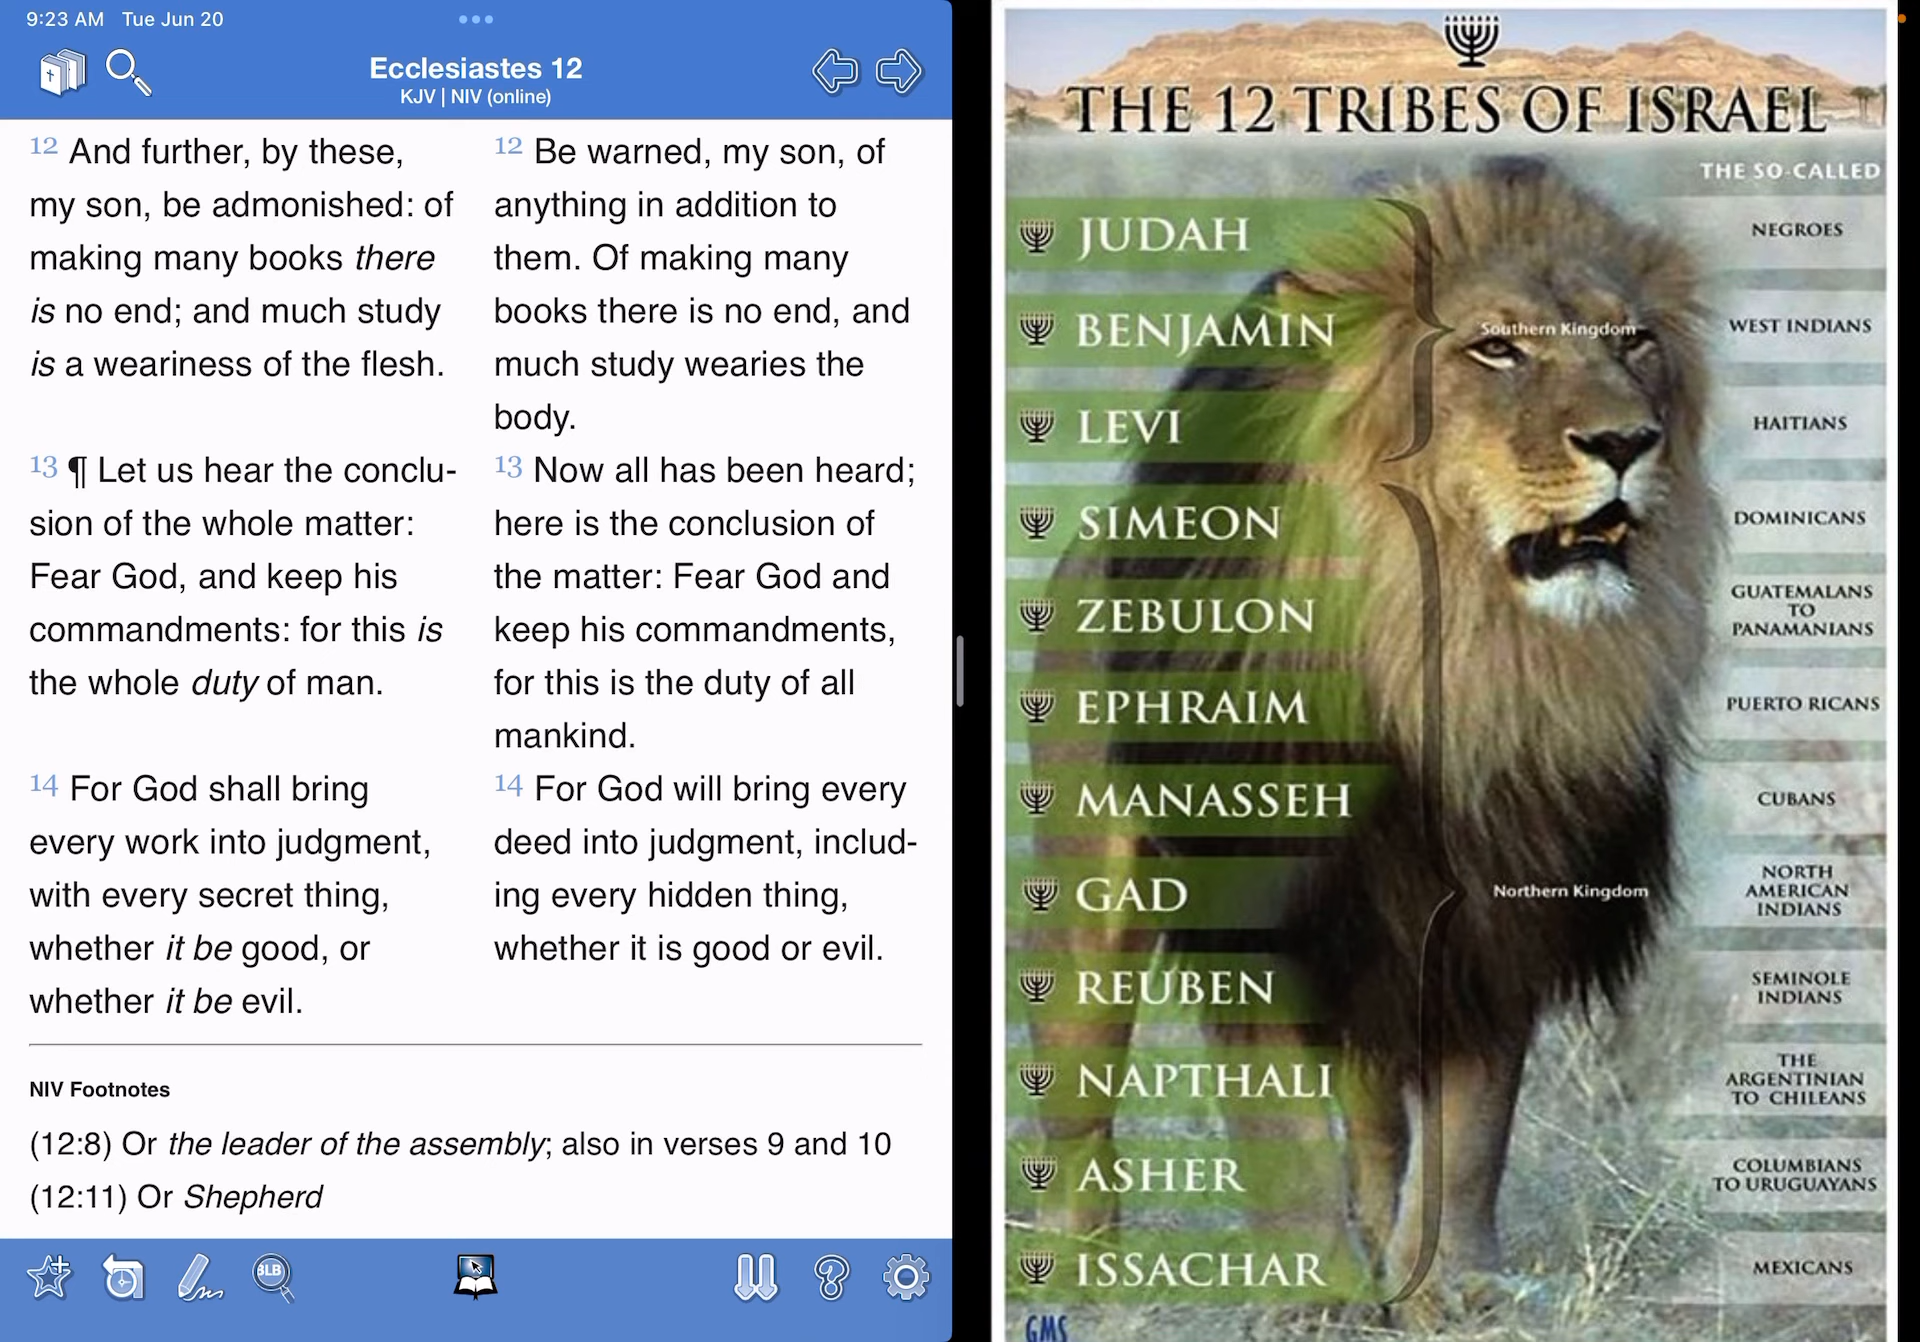 9:23 AM Tue Jun 20
Ecclesiastes 12
KJV | NIV (online)
12 And further, by these,
my son, be admonished: of
making many books there
is no end; and much study
is a weariness of the flesh.
13 ¶ Let us hear the conclu-
sion of the whole matter:
Fear God, and keep his
commandments: for this is
the whole duty of man.
14 For God shall bring
every work into judgment,
with every secret thing,
whether it be good, or
whether it be evil.
12 Be warned, my son, of
anything in addition to
them. Of making many
books there is no end, and
much study wearies the
body.
13 Now all has been heard;
here is the conclusion of
the matter: Fear God and
keep his commandments,
for this is the duty of all
mankind.
14 For God will bring every
deed into judgment, includ-
ing every hidden thing,
whether it is good or evil.
NIV Footnotes
(12:8) Or the leader of the assembly; also in verses 9 and 10
(12:11) Or Shepherd
BLB
THE 12 TRIBES OF ISRAEL
THE SO-CALLED
JUDAH
NEGROES
BENJAMIN
Southern Kingdom
WEST INDIANS
LEVI
HAITIANS
SIMEON
DOMINICANS
ZEBULON
GUATEMALANS
TO
PANAMANIANS
EPHRAIM
PUERTO RICANS
MANASSEH
CUBANS
GAD
Northern Kingdom
NORTH
AMERICAN
INDIANS
REUBEN
SEMINOLE
INDIANS
NAPTHALI
THE
ARGENTINIAN
TO CHILEANS
ASHER
COLUMBIANS
TO URUGUAYANS
ISSACHAR
MEXICANS
GMS